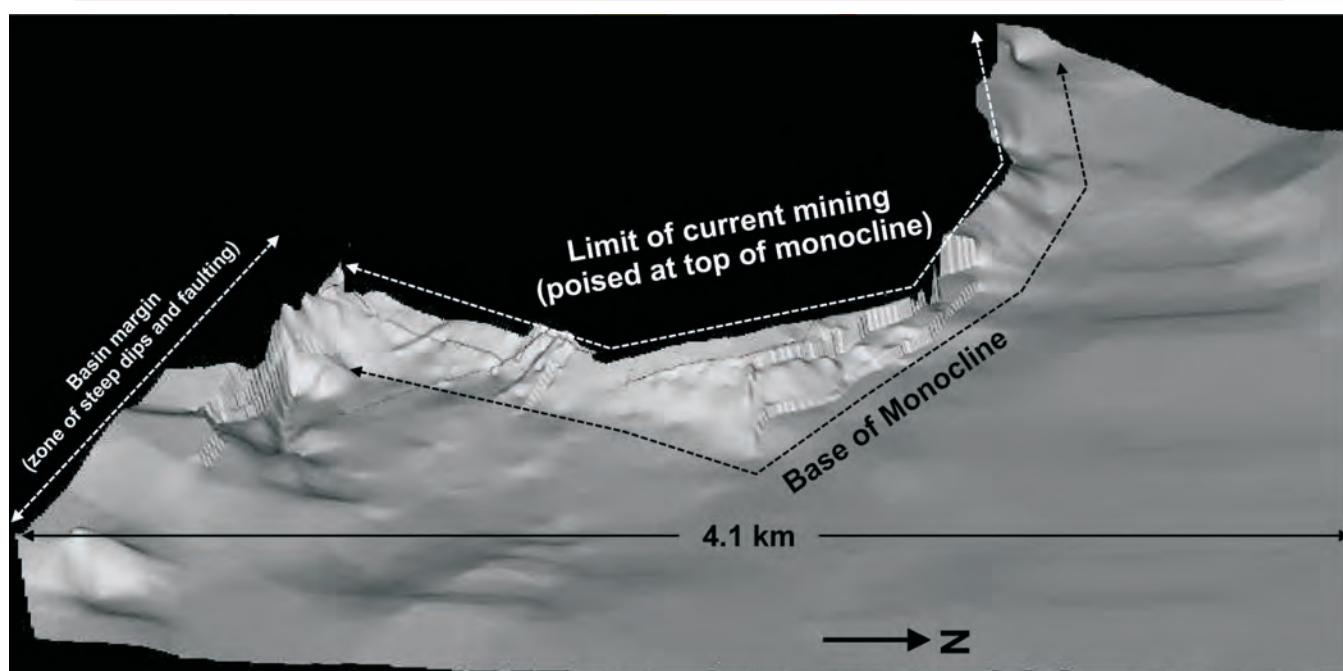 Basin margin
(zone of steep dips and faulting)
Limit of current mining
(poised at top of monocline)
Base of Monocline
4.1 km
N